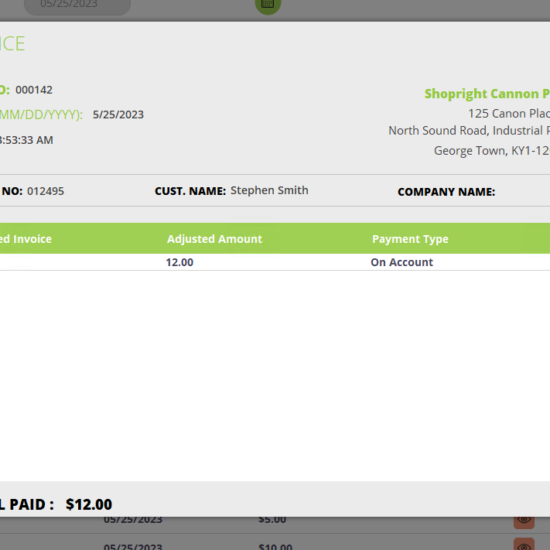 05/25/2023
ICE
O: 000142
Shopright Cannon P
MM/DD/YYYY): 5/25/2023
125 Canon Plac
North Sound Road, Industrial P
:53:33 AM
George Town, KY1-12
NO: 012495 CUST. NAME: Stephen Smith COMPANY NAME:
ed Invoice Adjusted Amount Payment Type
12.00 On Account
L PAID : $12.00
05/25/2023 $5.00
05/25/2023 $10.00